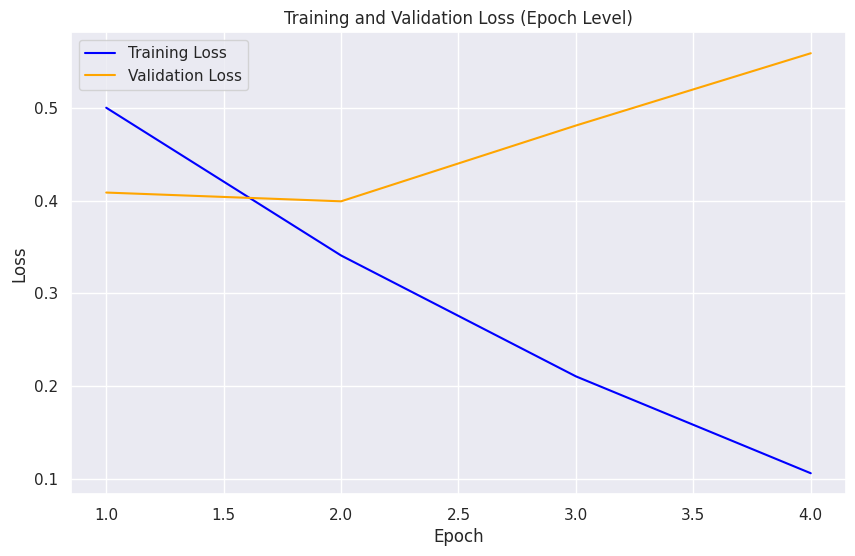 Training and Validation Loss (Epoch Level)
Training Loss
Validation Loss
Loss
0.5
0.4
0.3
0.2
0.1
1.0 1.5 2.0 2.5 3.0 3.5 4.0
Epoch